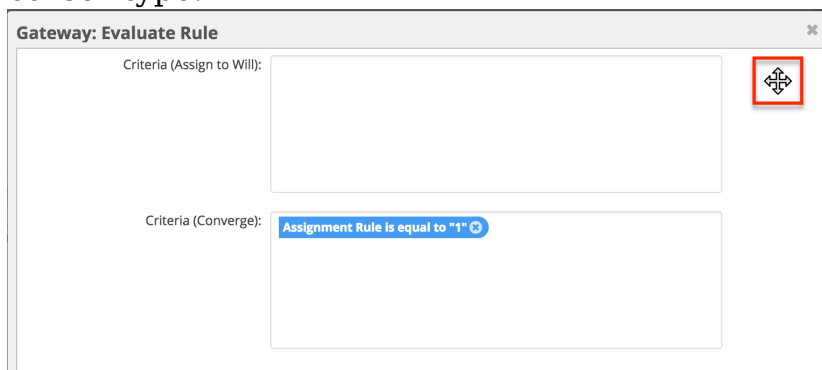 Gateway: Evaluate Rule
Criteria (Assign to Will):
Criteria (Converge):
Assignment Rule is equal to "1"